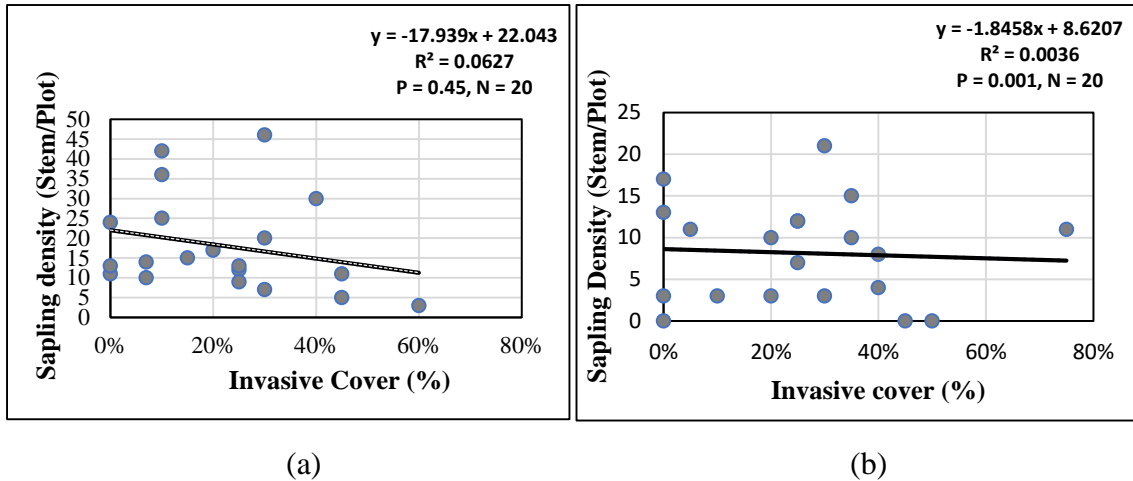 y = -17.939x + 22.043
R² = 0.0627
P = 0.45, N = 20
Sapling density (Stem/Plot)
50
45
40
35
30
25
20
15
10
5
0
0% 20% 40% 60% 80%
Invasive Cover (%)
(a)
y = -1.8458x + 8.6207
R² = 0.0036
P = 0.001, N = 20
Sapling Density (Stem/Plot)
25
20
15
10
5
0
0% 20% 40% 60% 80%
Invasive cover (%)
(b)